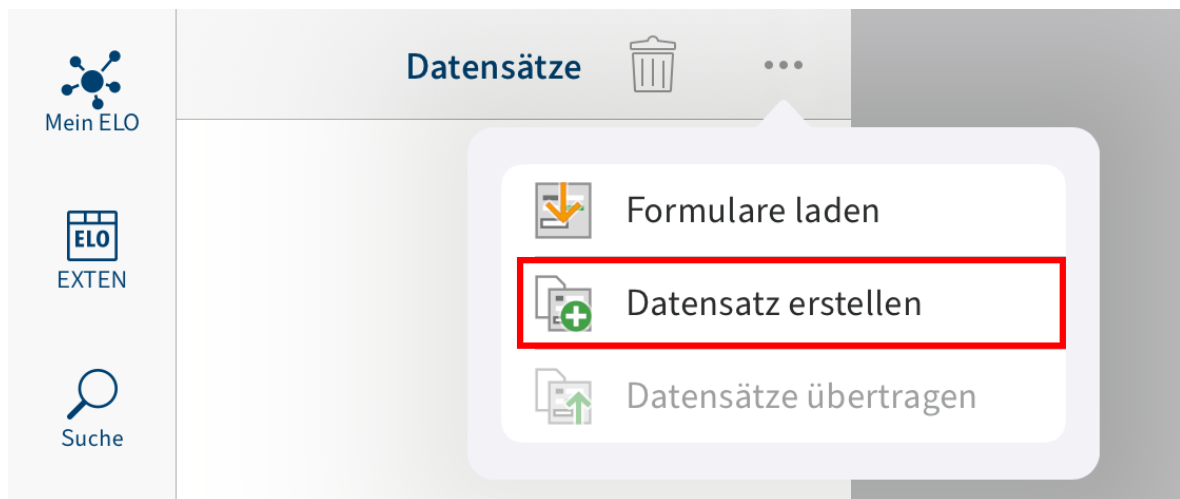 Mein ELO
ELO
EXTEN
Suche
Datensätze
Formulare laden
Datensatz erstellen
Datensätze übertragen